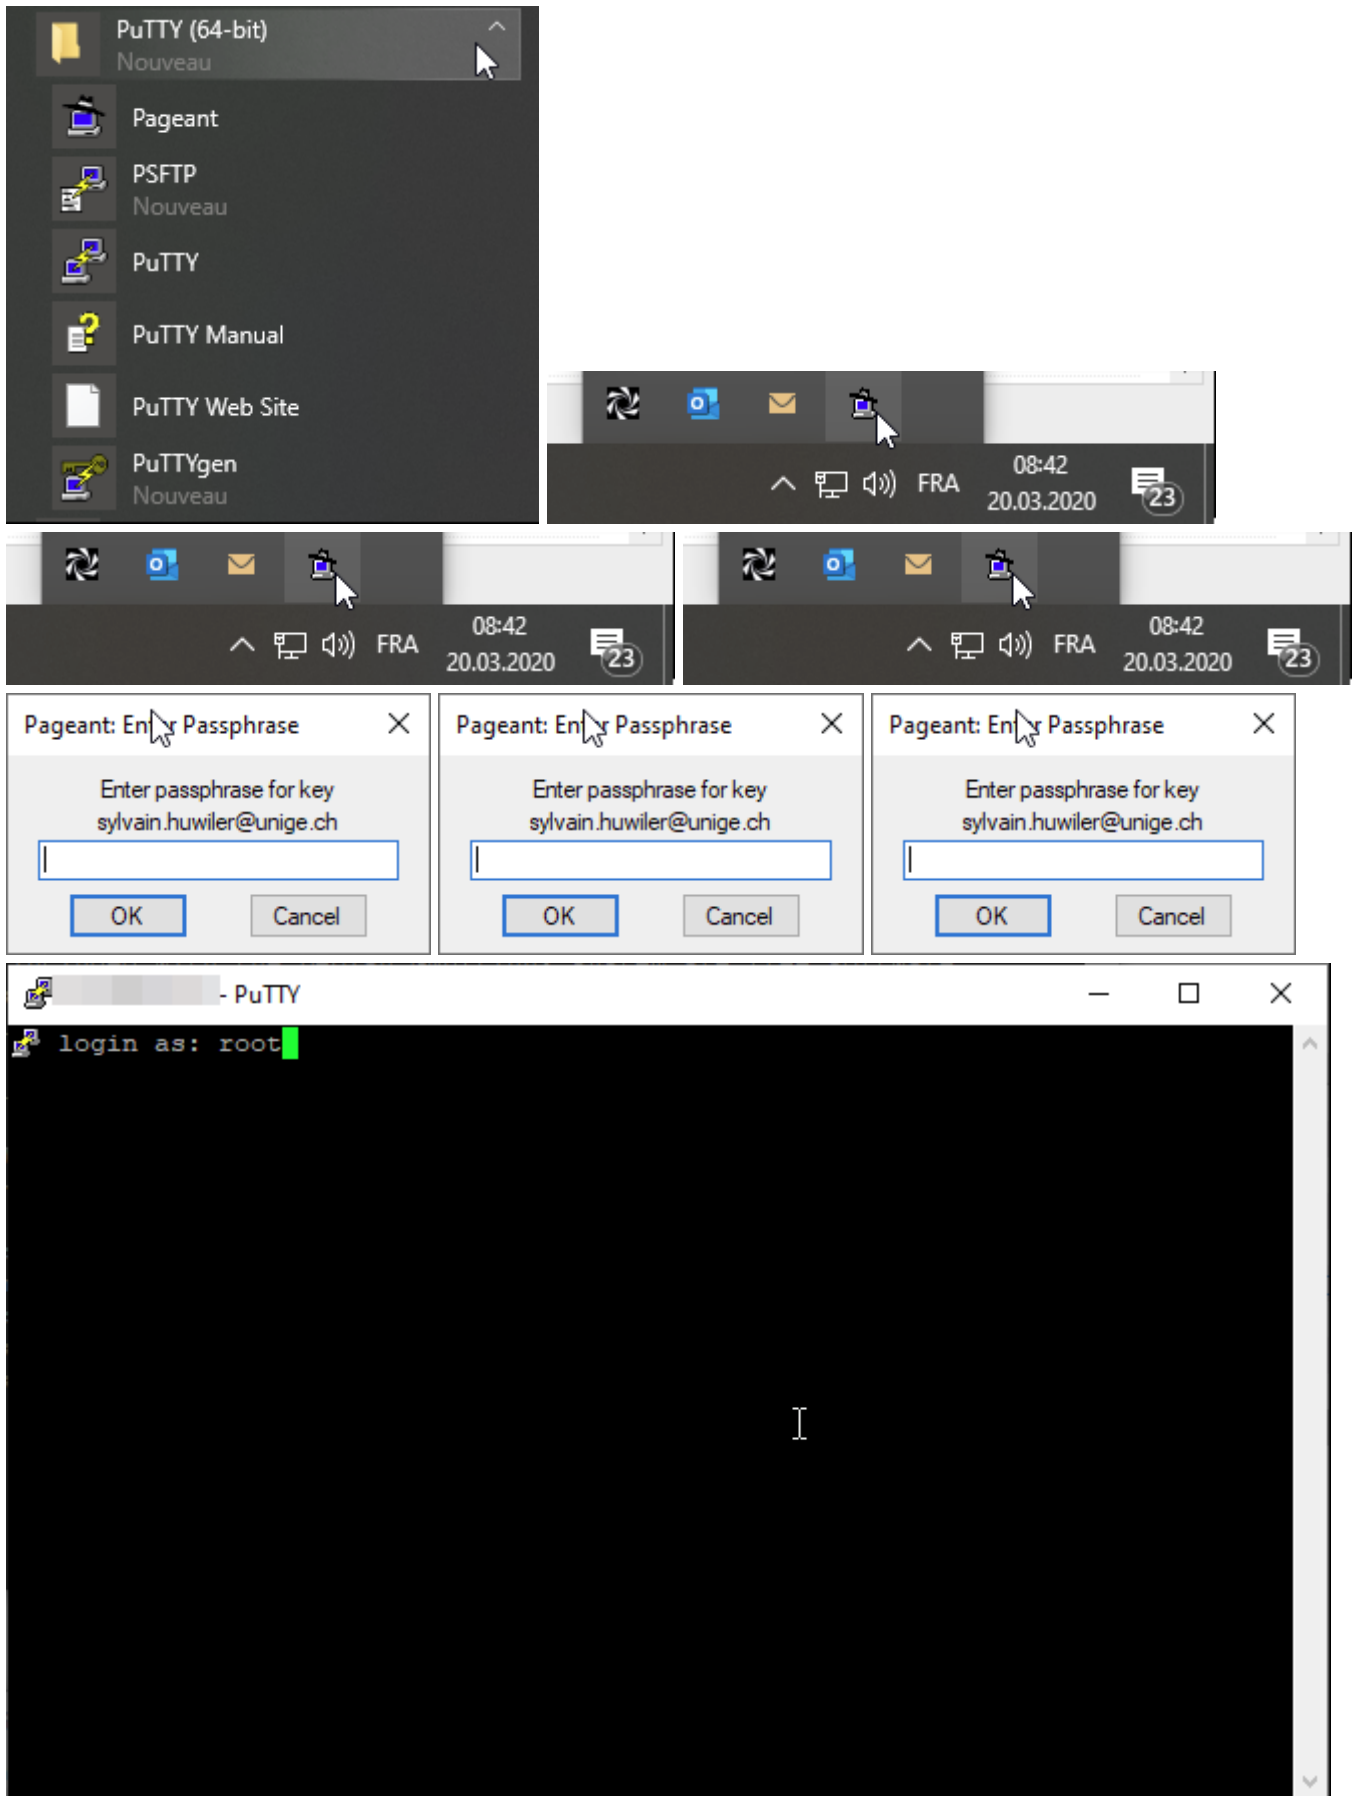 PuTTY (64-bit)
Nouveau
Pageant
PSFTP
Nouveau
PuTTY
PuTTY Manual
PuTTY Web Site
PuTTYgen
Nouveau
FRA
08:42
20.03.2020
23
FRA
08:42
20.03.2020
23
FRA
08:42
20.03.2020
23
Pageant: Enter Passphrase
Enter passphrase for key
sylvain.huwiler@unige.ch
OK Cancel
Pageant: Enter Passphrase
Enter passphrase for key
sylvain.huwiler@unige.ch
OK Cancel
Pageant: Enter Passphrase
Enter passphrase for key
sylvain.huwiler@unige.ch
OK Cancel
- PuTTY
login as: root